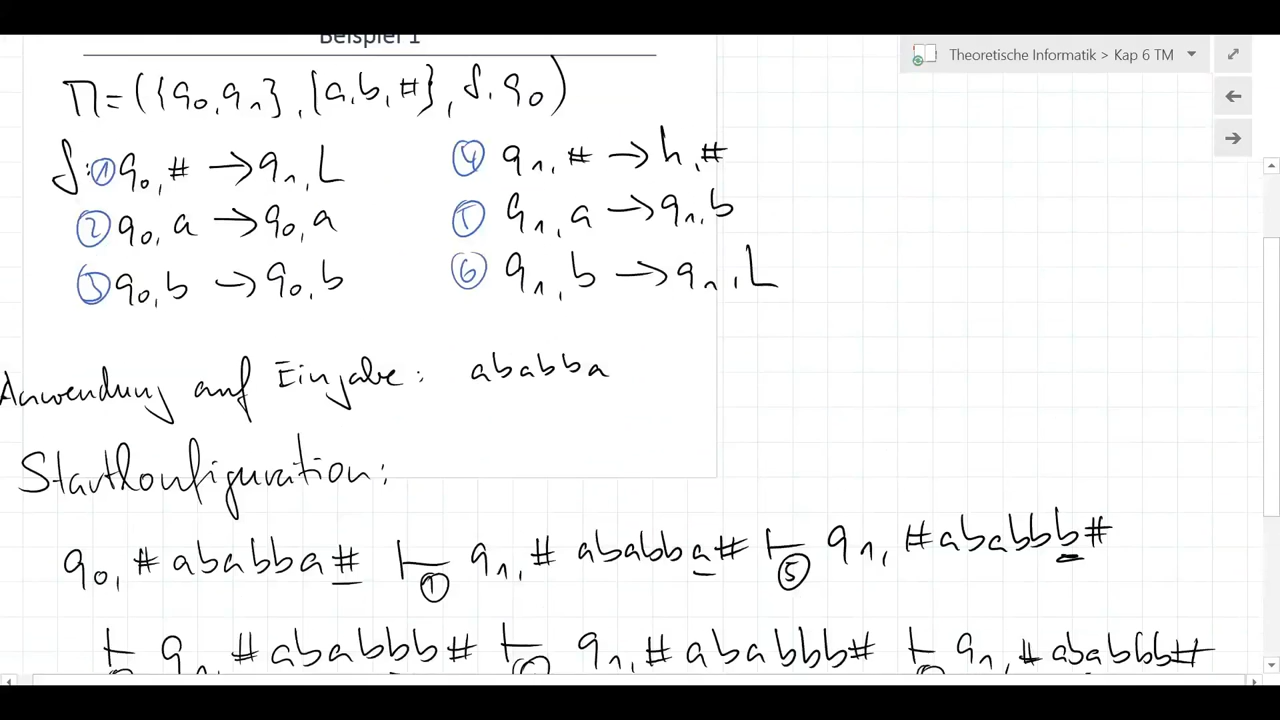 Beispiel 1
Theoretische Informatik > Kap 6 TM
M = ({q₀, q₁}, {a, b, #}, δ, q₀)
δ: ① q₀, # → q₁, L ④ q₁, # → h, #
② q₀, a → q₀, a ⑤ q₁, a → q₁, b
③ q₀, b → q₀, b ⑥ q₁, b → q₁, L
Anwendung auf Eingabe: ababba
Startkonfiguration:
q₀, #ababba# ⊢① q₁, #ababba# ⊢⑤ q₁, #ababbb#
⊢ q₁, #ababbb# ⊢ q₁, #ababbb# ⊢ q₁, #ababbb#